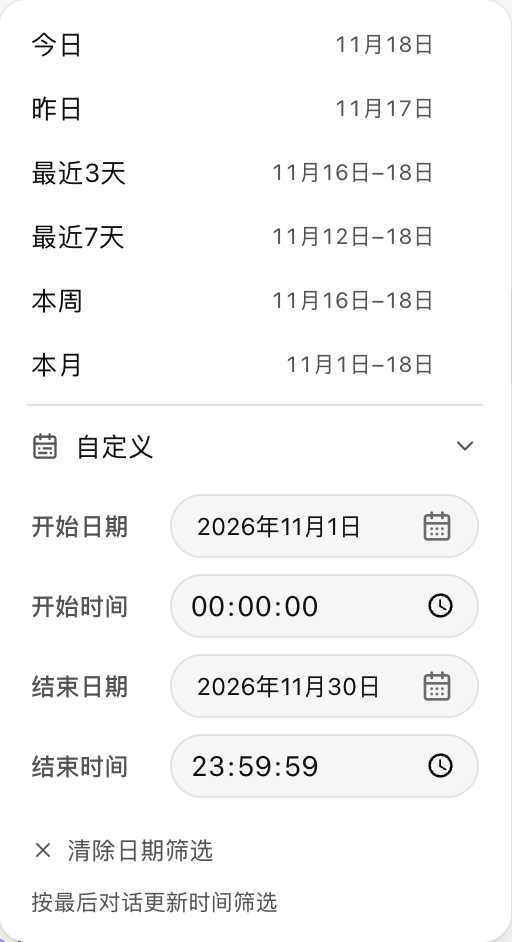 今日 11月18日
昨日 11月17日
最近3天 11月16日–18日
最近7天 11月12日–18日
本周 11月16日–18日
本月 11月1日–18日
自定义
开始日期 2026年11月1日
开始时间 00:00:00
结束日期 2026年11月30日
结束时间 23:59:59
清除日期筛选
按最后对话更新时间筛选